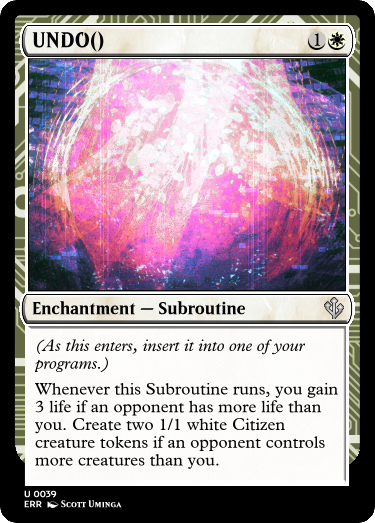 UNDO()
1
Enchantment — Subroutine
(As this enters, insert it into one of your
programs.)
Whenever this Subroutine runs, you gain
3 life if an opponent has more life than
you. Create two 1/1 white Citizen
creature tokens if an opponent controls
more creatures than you.
U 0039
ERR Scott Uminga